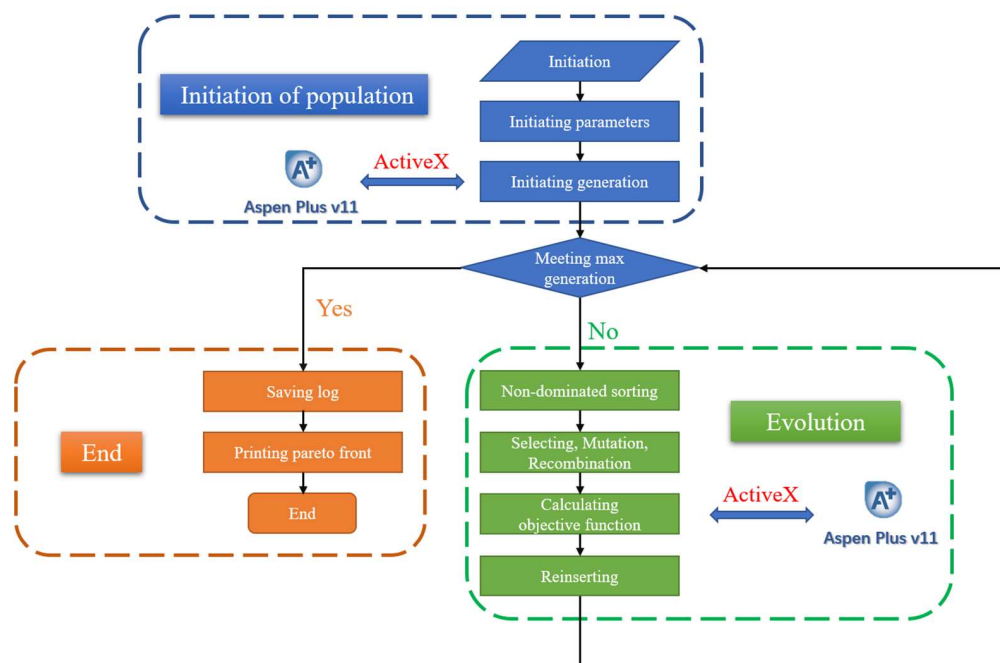 Initiation
Initiation of population
Initiating parameters
ActiveX
Initiating generation
A+
Aspen Plus v11
Meeting max
generation
Yes
No
Saving log
Printing pareto front
End
End
Non-dominated sorting
Evolution
Selecting, Mutation,
Recombination
Calculating
objective function
ActiveX
A+
Aspen Plus v11
Reinserting